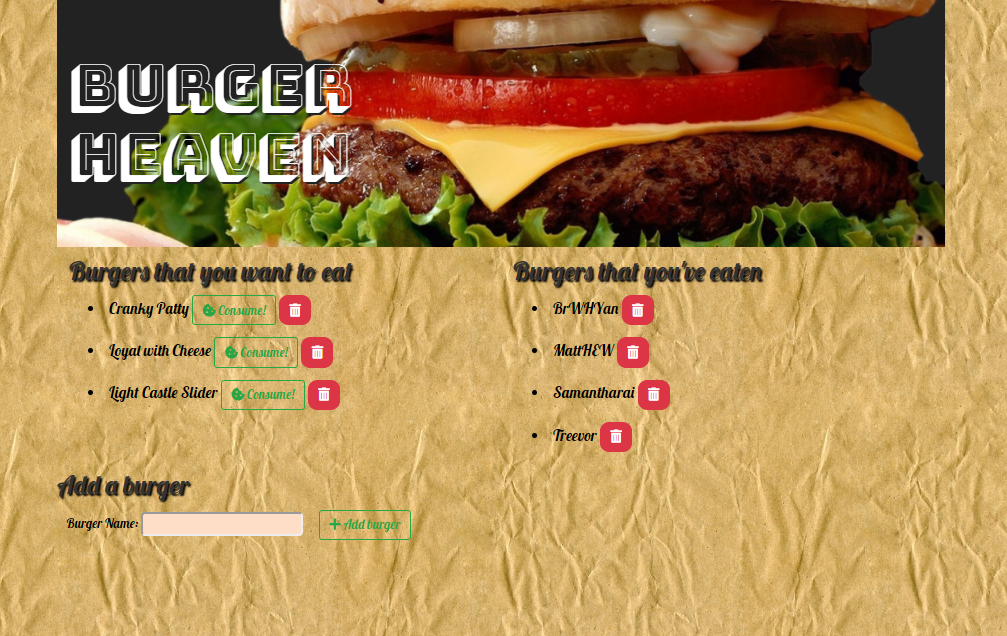 BURGER
HEAVEN
Burgers that you want to eat
Cranky Patty Consume!
Loyal with Cheese Consume!
Light Castle Slider Consume!
Burgers that you've eaten
BrWHYan
MattHEW
Samantharai
Treevor
Add a burger
Burger Name: Add burger